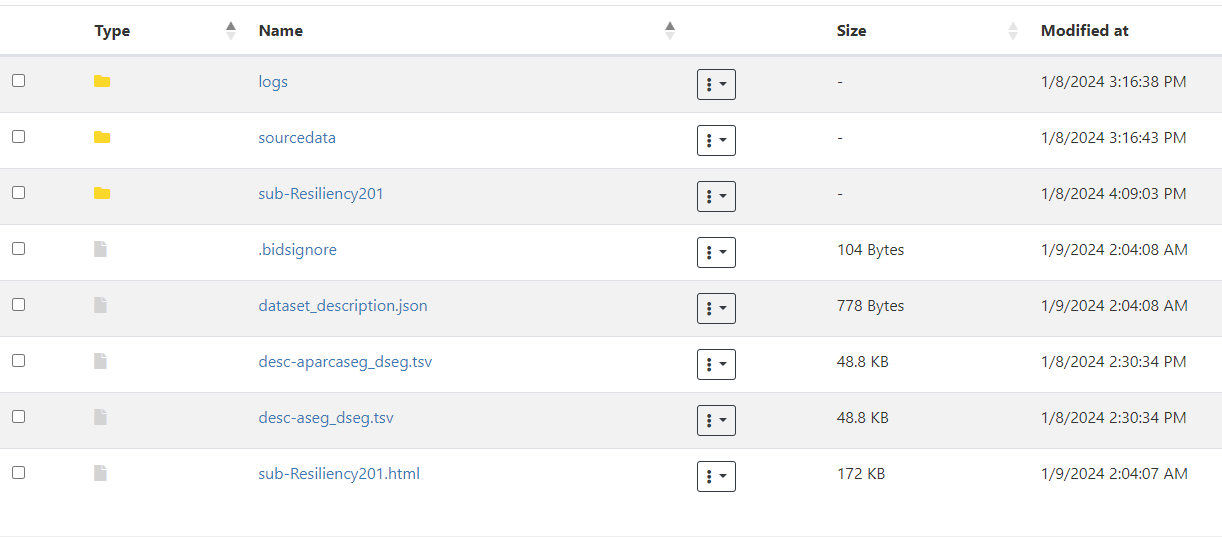 Type Name Size Modified at
logs - 1/8/2024 3:16:38 PM
sourcedata - 1/8/2024 3:16:43 PM
sub-Resiliency201 - 1/8/2024 4:09:03 PM
.bidsignore 104 Bytes 1/9/2024 2:04:08 AM
dataset_description.json 778 Bytes 1/9/2024 2:04:08 AM
desc-aparcaseg_dseg.tsv 48.8 KB 1/8/2024 2:30:34 PM
desc-aseg_dseg.tsv 48.8 KB 1/8/2024 2:30:34 PM
sub-Resiliency201.html 172 KB 1/9/2024 2:04:07 AM